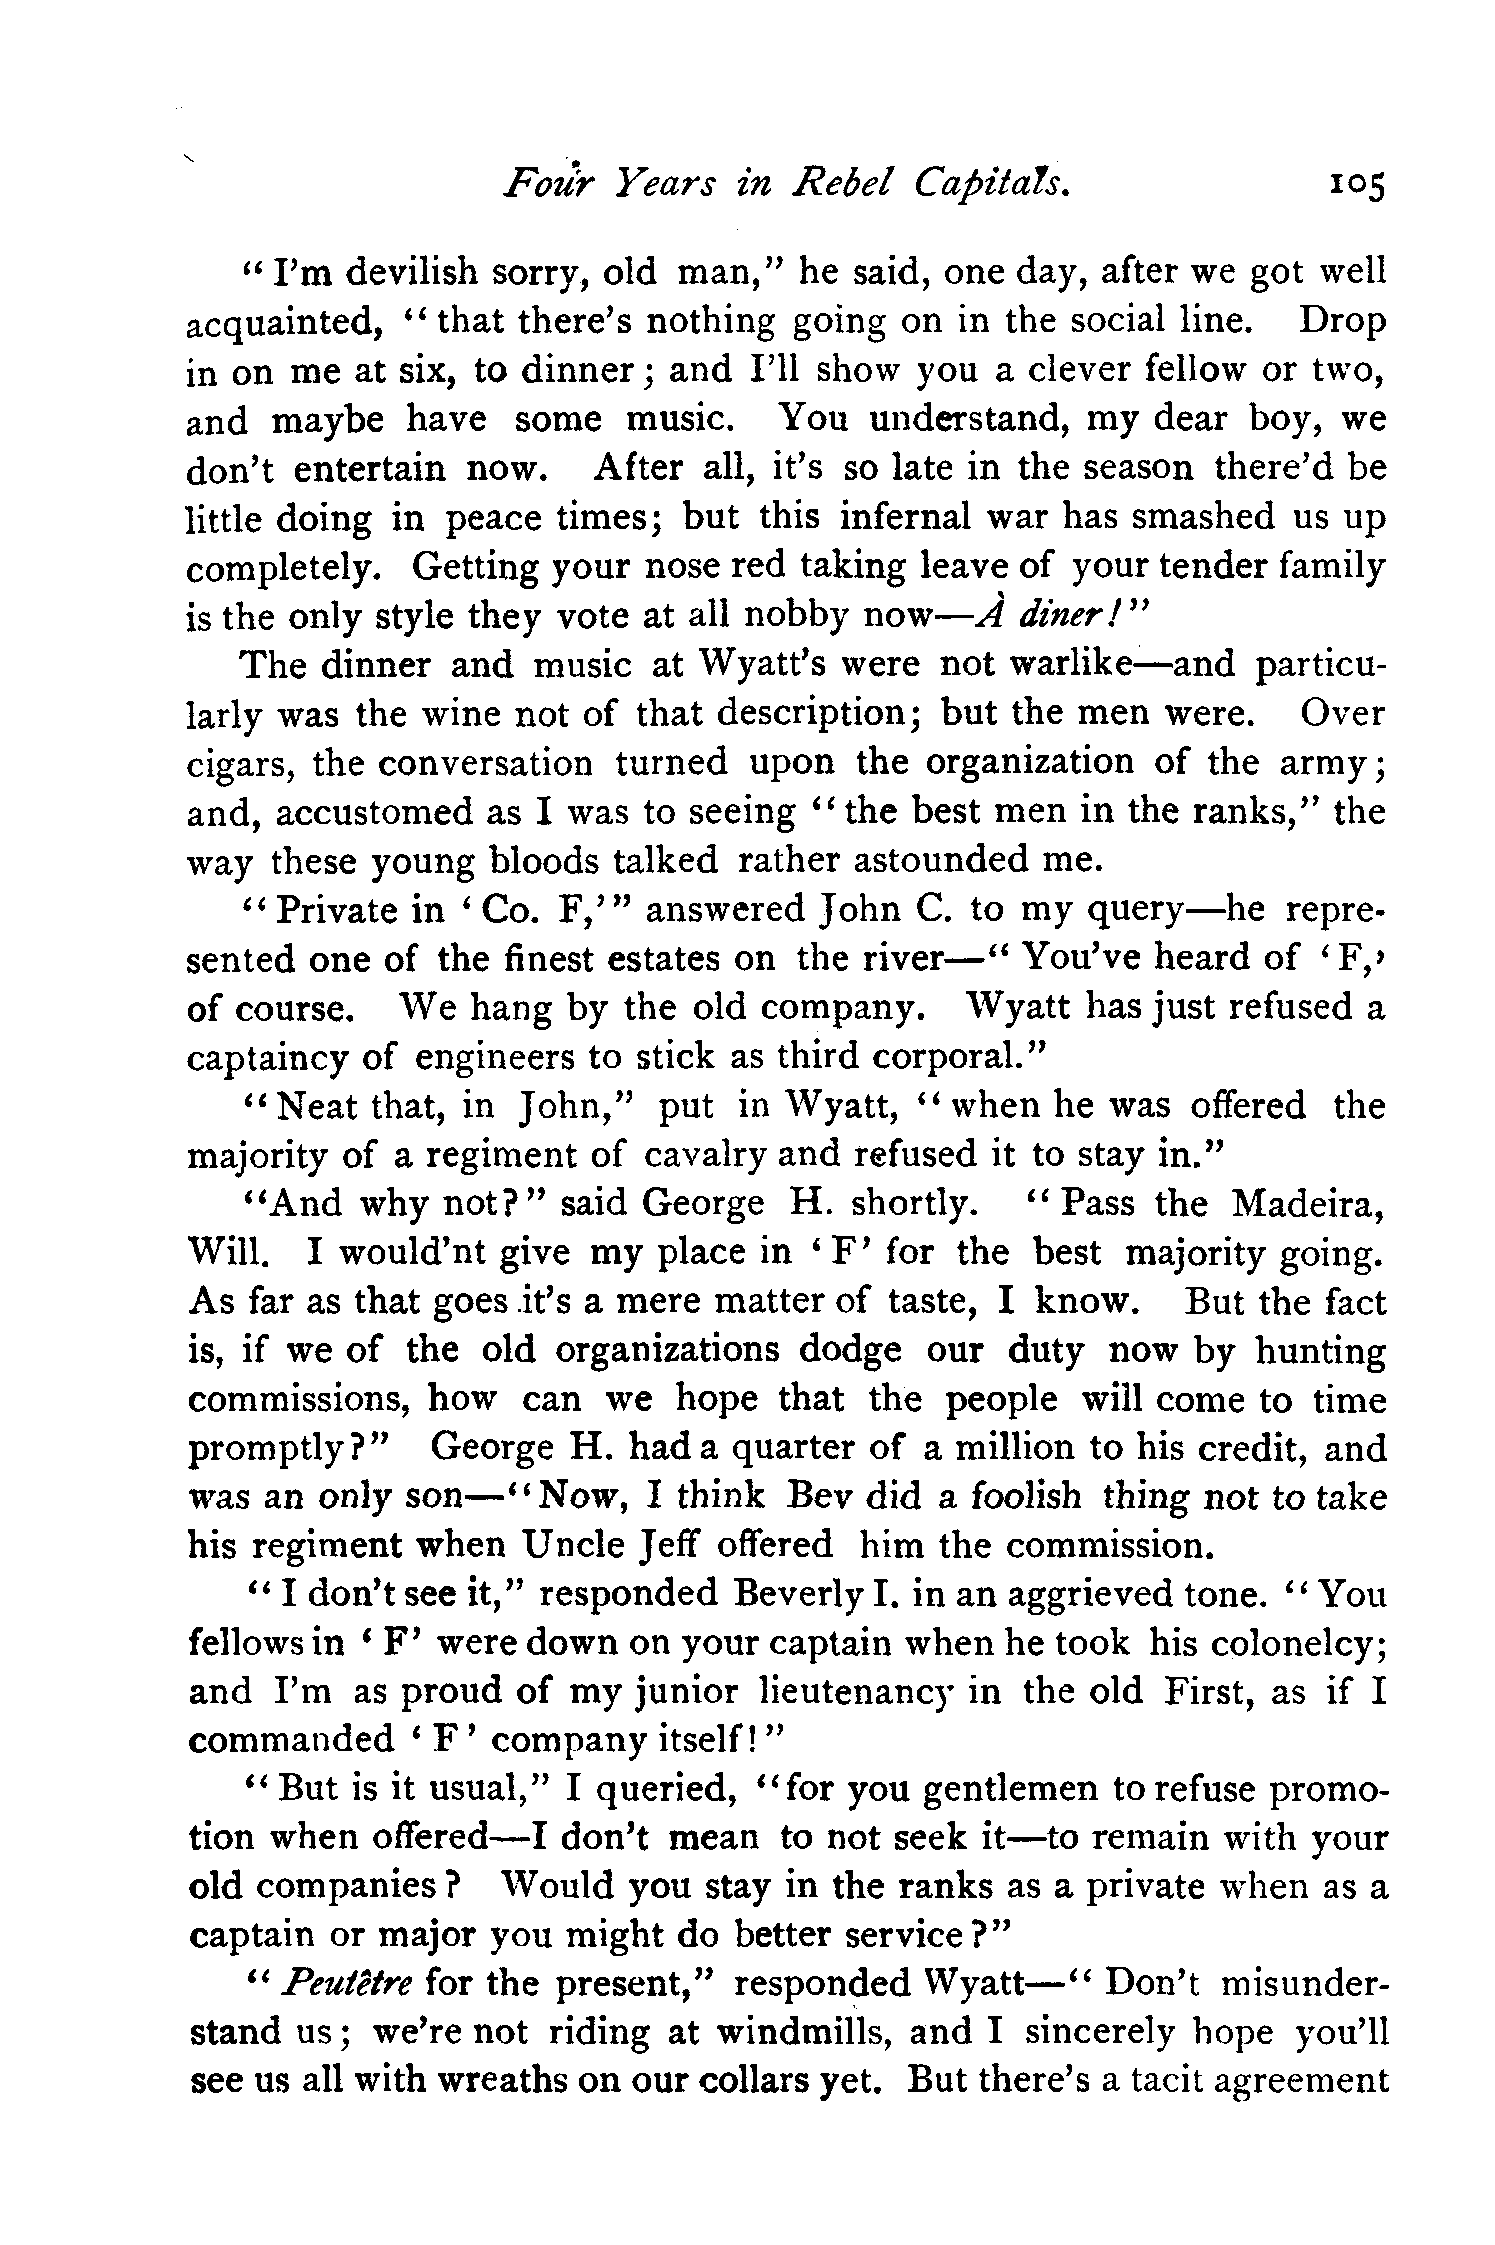 Four Years in Rebel Capitals. 105
"I'm devilish sorry, old man," he said, one day, after we got well
acquainted, "that there's nothing going on in the social line. Drop
in on me at six, to dinner; and I'll show you a clever fellow or two,
and maybe have some music. You understand, my dear boy, we
don't entertain now. After all, it's so late in the season there'd be
little doing in peace times; but this infernal war has smashed us up
completely. Getting your nose red taking leave of your tender family
is the only style they vote at all nobby now—À diner!"
The dinner and music at Wyatt's were not warlike—and particu-
larly was the wine not of that description; but the men were. Over
cigars, the conversation turned upon the organization of the army;
and, accustomed as I was to seeing "the best men in the ranks," the
way these young bloods talked rather astounded me.
"Private in 'Co. F,'" answered John C. to my query—he repre-
sented one of the finest estates on the river—"You've heard of 'F,'
of course. We hang by the old company. Wyatt has just refused a
captaincy of engineers to stick as third corporal."
"Neat that, in John," put in Wyatt, "when he was offered the
majority of a regiment of cavalry and refused it to stay in."
"And why not?" said George H. shortly. "Pass the Madeira,
Will. I would'nt give my place in 'F' for the best majority going.
As far as that goes it's a mere matter of taste, I know. But the fact
is, if we of the old organizations dodge our duty now by hunting
commissions, how can we hope that the people will come to time
promptly?" George H. had a quarter of a million to his credit, and
was an only son—"Now, I think Bev did a foolish thing not to take
his regiment when Uncle Jeff offered him the commission.
"I don't see it," responded Beverly I. in an aggrieved tone. "You
fellows in 'F' were down on your captain when he took his colonelcy;
and I'm as proud of my junior lieutenancy in the old First, as if I
commanded 'F' company itself!"
"But is it usual," I queried, "for you gentlemen to refuse promo-
tion when offered—I don't mean to not seek it—to remain with your
old companies? Would you stay in the ranks as a private when as a
captain or major you might do better service?"
"Peutêtre for the present," responded Wyatt—"Don't misunder-
stand us; we're not riding at windmills, and I sincerely hope you'll
see us all with wreaths on our collars yet. But there's a tacit agreement